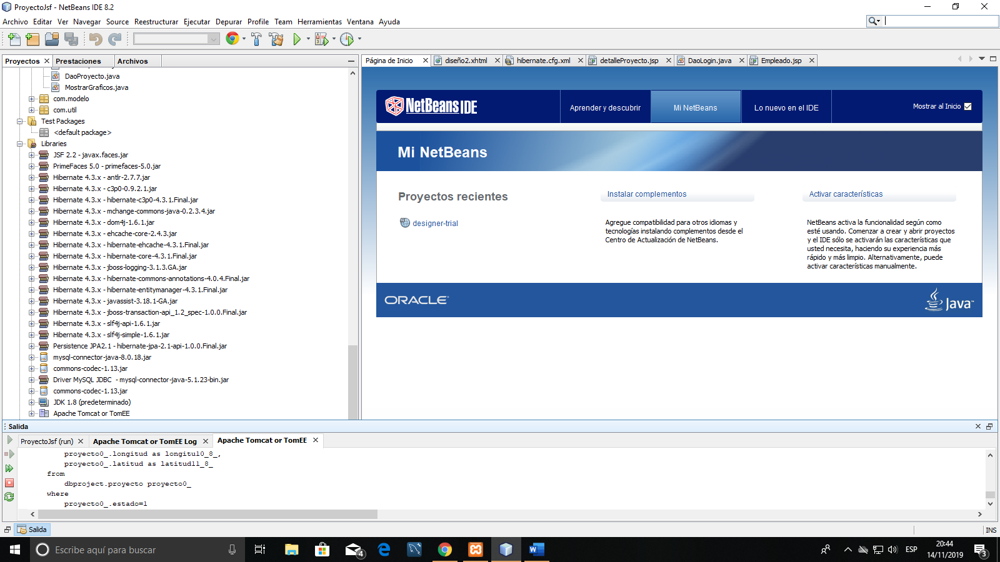 ProyectoJsf - NetBeans IDE 8.2
Archivo Editar Ver Navegar Source Reestructurar Ejecutar Depurar Profile Team Herramientas Ventana Ayuda
Proyectos Prestaciones Archivos
DaoProyecto.java
MostrarGraficos.java
com.modelo
com.util
Test Packages
<default package>
Libraries
JSF 2.2 - javax.faces.jar
PrimeFaces 5.0 - primefaces-5.0.jar
Hibernate 4.3.x - antlr-2.7.7.jar
Hibernate 4.3.x - c3p0-0.9.2.1.jar
Hibernate 4.3.x - hibernate-c3p0-4.3.1.Final.jar
Hibernate 4.3.x - mchange-commons-java-0.2.3.4.jar
Hibernate 4.3.x - dom4j-1.6.1.jar
Hibernate 4.3.x - ehcache-core-2.4.3.jar
Hibernate 4.3.x - hibernate-ehcache-4.3.1.Final.jar
Hibernate 4.3.x - hibernate-core-4.3.1.Final.jar
Hibernate 4.3.x - jboss-logging-3.1.3.GA.jar
Hibernate 4.3.x - hibernate-commons-annotations-4.0.4.Final.jar
Hibernate 4.3.x - hibernate-entitymanager-4.3.1.Final.jar
Hibernate 4.3.x - javassist-3.18.1-GA.jar
Hibernate 4.3.x - jboss-transaction-api_1.2_spec-1.0.0.Final.jar
Hibernate 4.3.x - slf4j-api-1.6.1.jar
Hibernate 4.3.x - slf4j-simple-1.6.1.jar
Persistence JPA2.1 - hibernate-jpa-2.1-api-1.0.0.Final.jar
mysql-connector-java-8.0.18.jar
commons-codec-1.13.jar
Driver MySQL JDBC - mysql-connector-java-5.1.23-bin.jar
commons-codec-1.13.jar
JDK 1.8 (predeterminado)
Apache Tomcat or TomEE
Página de Inicio diseño2.xhtml hibernate.cfg.xml detalleProyecto.jsp DaoLogin.java Empleado.jsp
NetBeans IDE
Aprender y descubrir Mi NetBeans Lo nuevo en el IDE Mostrar al Inicio
Mi NetBeans
Proyectos recientes
designer-trial
Instalar complementos
Agregue compatibilidad para otros idiomas y
tecnologías instalando complementos desde el
Centro de Actualización de NetBeans.
Activar características
NetBeans activa la funcionalidad según como
esté usando. Comenzar a crear y abrir proyectos
y el IDE sólo se activarán las características que
usted necesita, haciendo su experiencia más
rápido y más limpio. Alternativamente, puede
activar características manualmente.
ORACLE
Java
Salida
ProyectoJsf (run) Apache Tomcat or TomEE Log Apache Tomcat or TomEE
proyecto0_.longitud as longitu10_8_,
proyecto0_.latitud as latitud11_8_
from
dbproject.proyecto proyecto0_
where
proyecto0_.estado=1
Salida
INS
Escribe aquí para buscar
4
ESP
20:44
14/11/2019
3